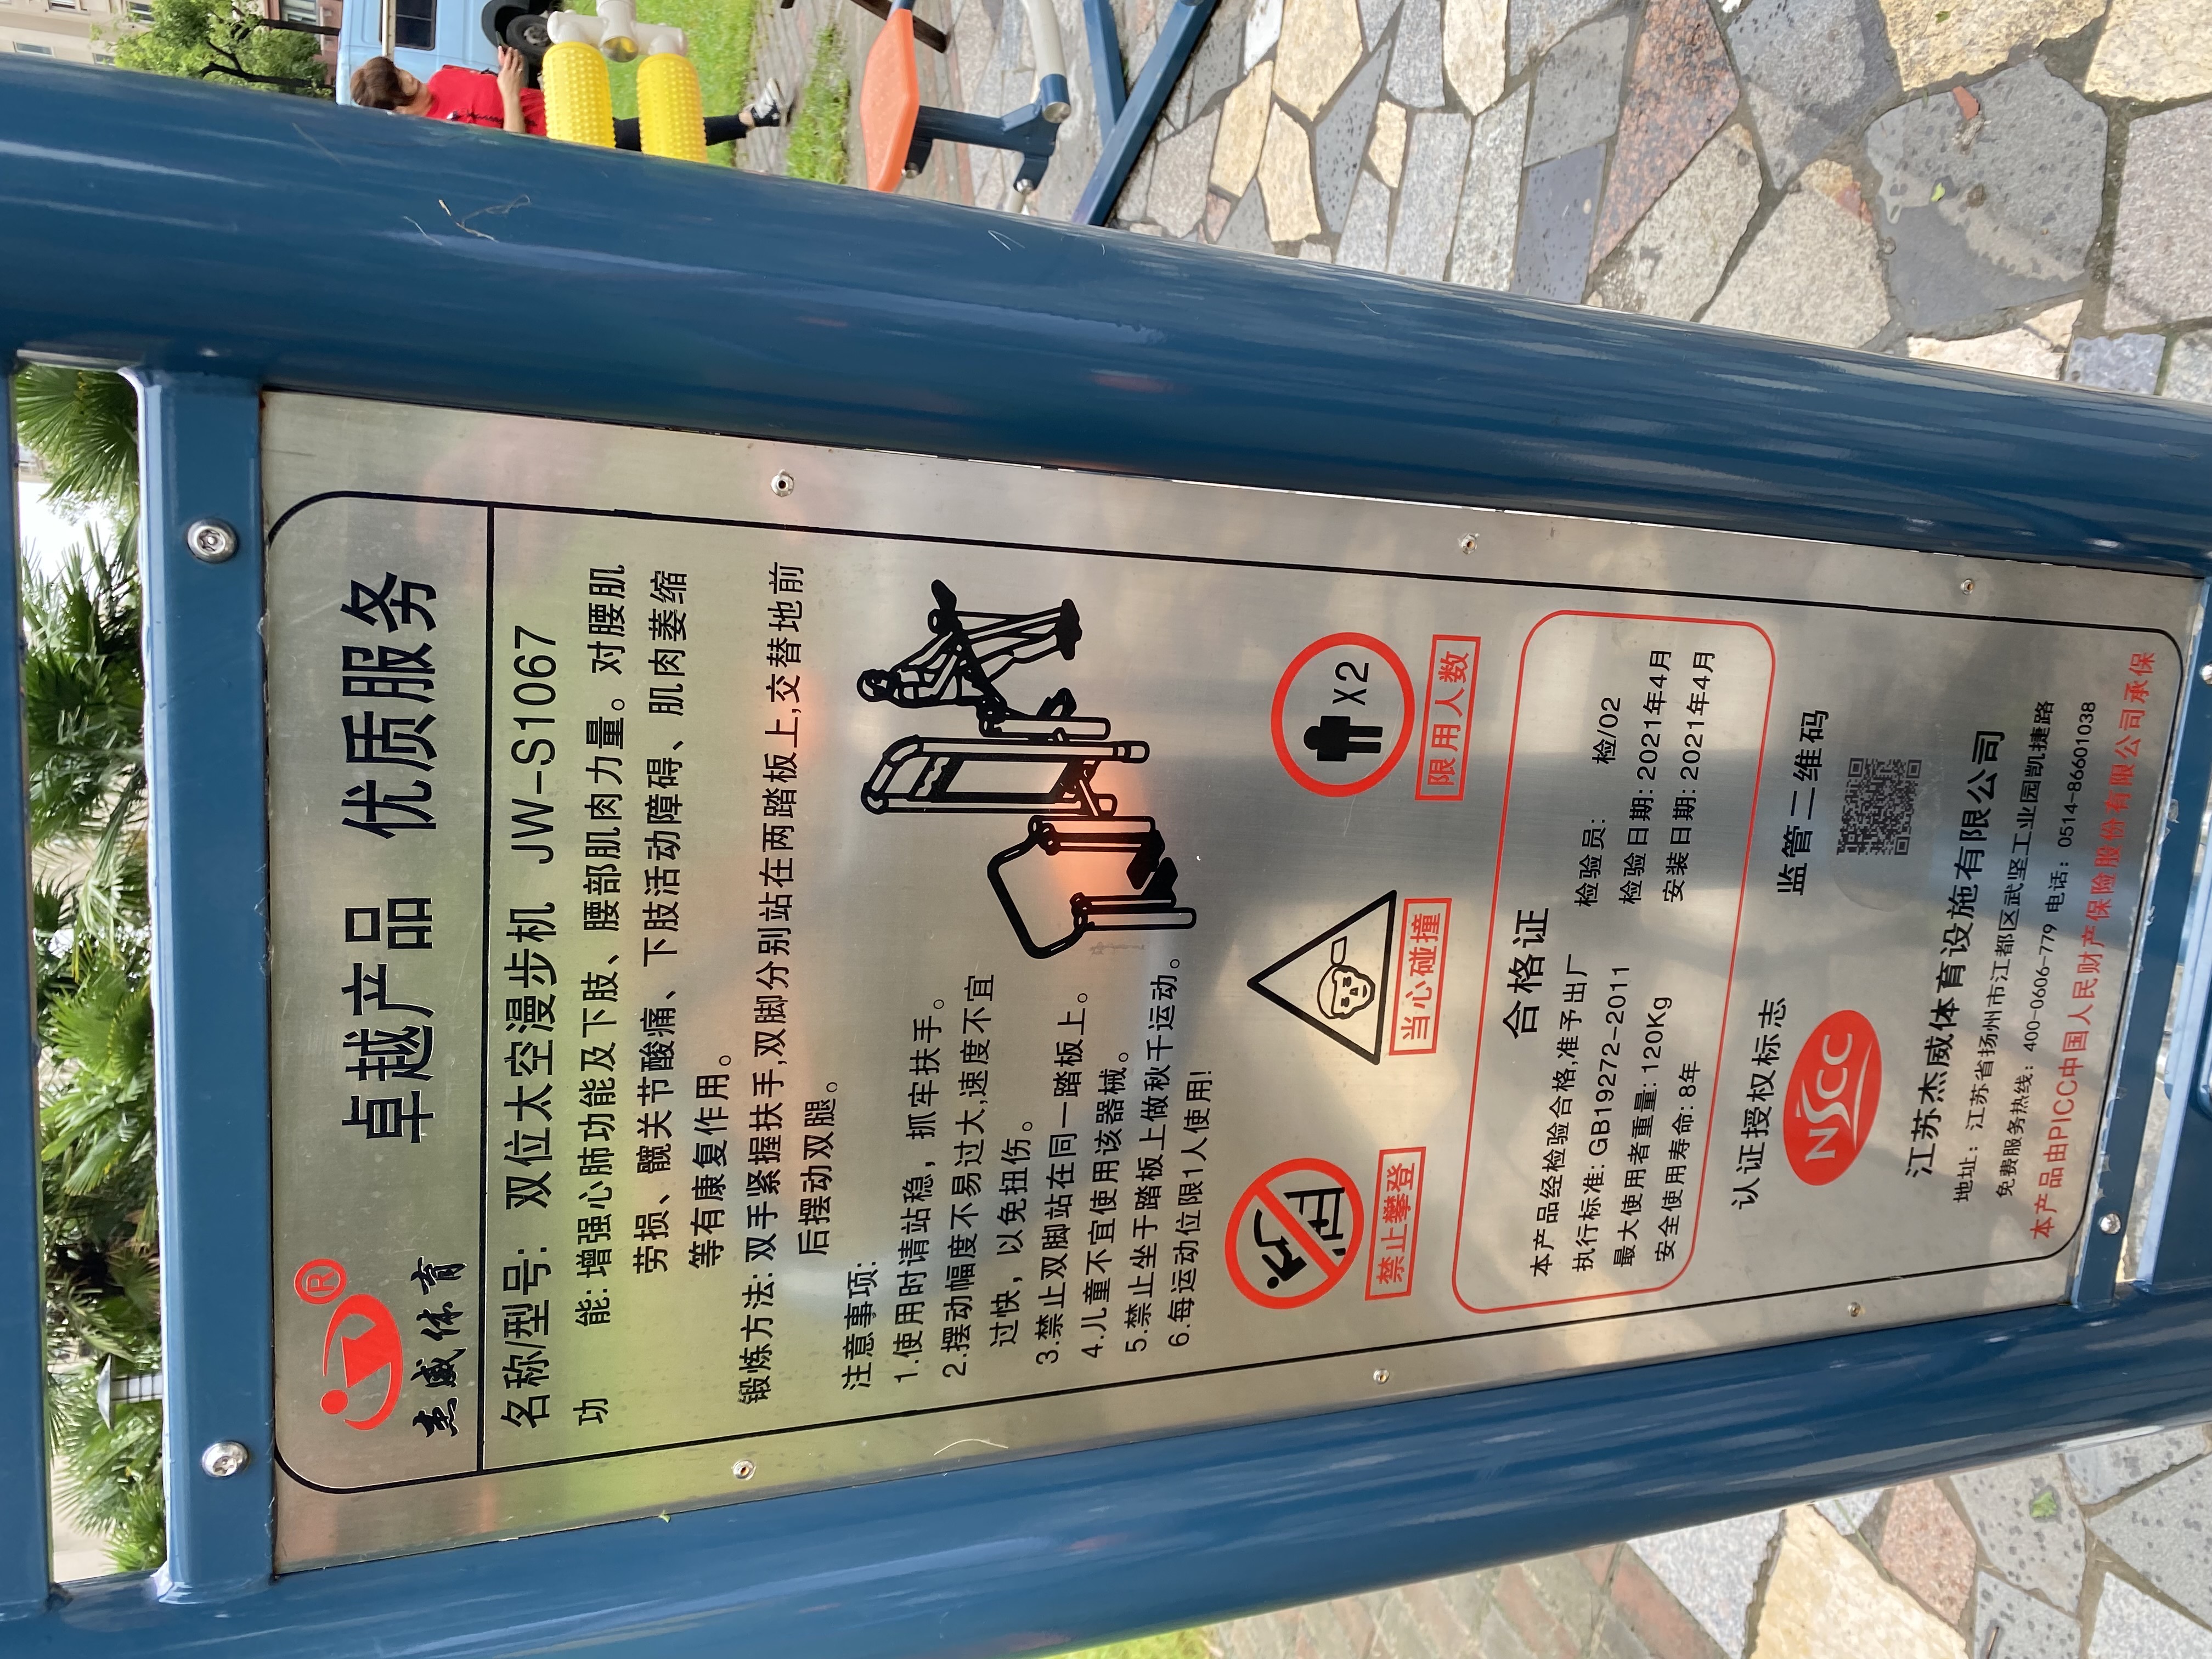 ®
杰威体育
卓越产品 优质服务
名称/型号: 双位太空漫步机 JW-S1067
功 能: 增强心肺功能及下肢、腰部肌肉力量。对腰肌
劳损、髋关节酸痛、下肢活动障碍、肌肉萎缩
等有康复作用。
锻炼方法: 双手紧握扶手,双脚分别站在两踏板上,交替地前
后摆动双腿。
注意事项:
1.使用时请站稳，抓牢扶手。
2.摆动幅度不易过大,速度不宜
过快，以免扭伤。
3.禁止双脚站在同一踏板上。
4.儿童不宜使用该器械。
5.禁止坐于踏板上做秋千运动。
6.每运动位限1人使用!
X2
禁止攀登
当心碰撞
限用人数
合格证
本产品经检验合格,准予出厂
执行标准: GB19272-2011
最大使用者重量: 120Kg
安全使用寿命: 8年
检验员: 检/02
检验日期: 2021年4月
安装日期: 2021年4月
认证授权标志
NSCC
监管二维码
江苏杰威体育设施有限公司
地址：江苏省扬州市江都区武坚工业园凯捷路
免费服务热线：400-0606-779 电话：0514-86601038
本产品由PICC中国人民财产保险股份有限公司承保